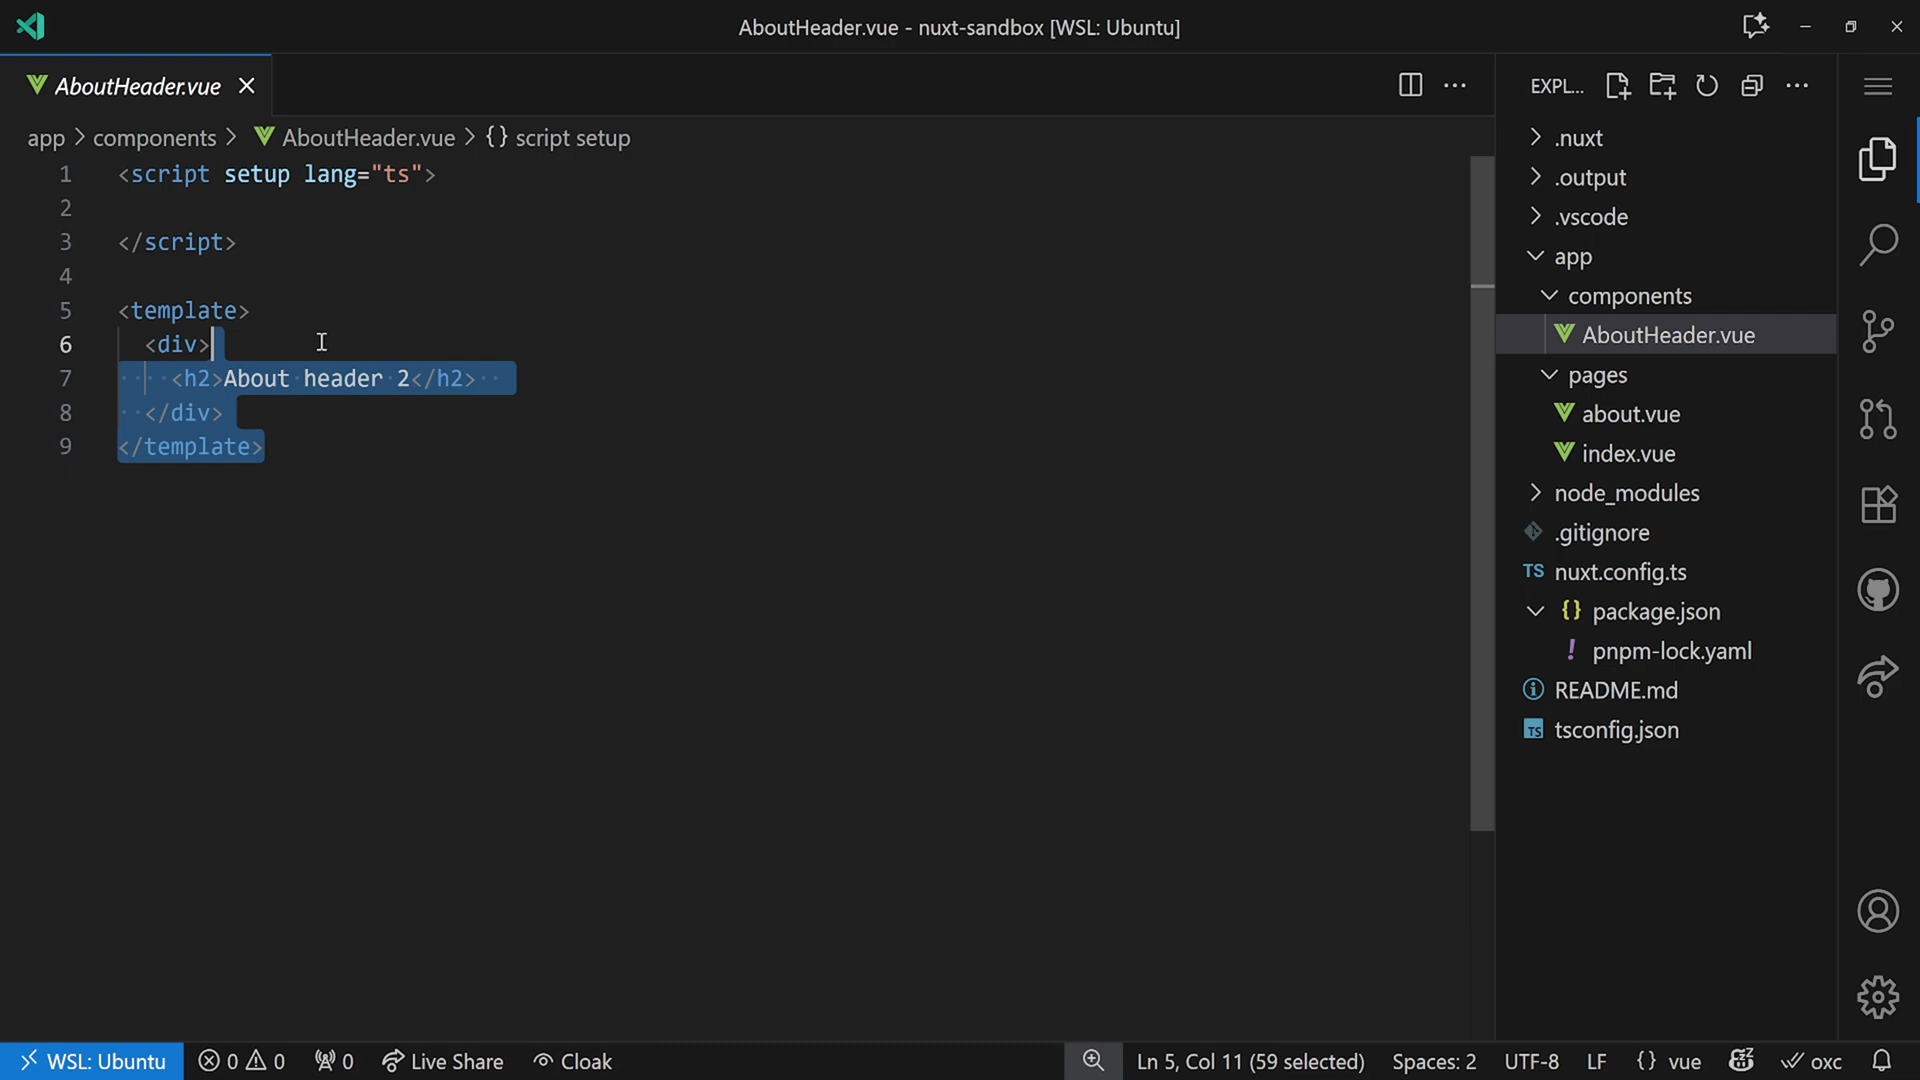 AboutHeader.vue - nuxt-sandbox [WSL: Ubuntu]
AboutHeader.vue
app > components > AboutHeader.vue > {} script setup
1 <script setup lang="ts">
2
3 </script>
4
5 <template>
6 <div>
7 <h2>About header 2</h2>
8 </div>
9 </template>
EXPL...
.nuxt
.output
.vscode
app
components
AboutHeader.vue
pages
about.vue
index.vue
node_modules
.gitignore
TS nuxt.config.ts
{} package.json
! pnpm-lock.yaml
README.md
TS tsconfig.json
WSL: Ubuntu 0 0 0 Live Share Cloak Ln 5, Col 11 (59 selected) Spaces: 2 UTF-8 LF {} vue oxc